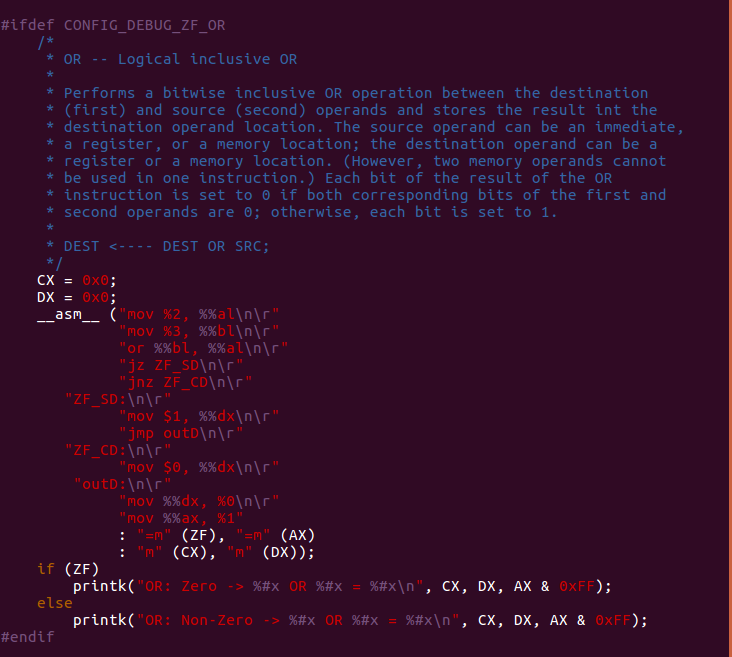 #ifdef CONFIG_DEBUG_ZF_OR
    /*
     * OR -- Logical inclusive OR
     *
     * Performs a bitwise inclusive OR operation between the destination
     * (first) and source (second) operands and stores the result int the
     * destination operand location. The source operand can be an immediate,
     * a register, or a memory location; the destination operand can be a
     * register or a memory location. (However, two memory operands cannot
     * be used in one instruction.) Each bit of the result of the OR
     * instruction is set to 0 if both corresponding bits of the first and
     * second operands are 0; otherwise, each bit is set to 1.
     *
     * DEST <---- DEST OR SRC;
     */
    CX = 0x0;
    DX = 0x0;
    __asm__ ("mov %2, %%al\n\r"
             "mov %3, %%bl\n\r"
             "or %%bl, %%al\n\r"
             "jz ZF_SD\n\r"
             "jnz ZF_CD\n\r"
       "ZF_SD:\n\r"
             "mov $1, %%dx\n\r"
             "jmp outD\n\r"
       "ZF_CD:\n\r"
             "mov $0, %%dx\n\r"
        "outD:\n\r"
             "mov %%dx, %0\n\r"
             "mov %%ax, %1"
             : "=m" (ZF), "=m" (AX)
             : "m" (CX), "m" (DX));
    if (ZF)
        printk("OR: Zero -> %#x OR %#x = %#x\n", CX, DX, AX & 0xFF);
    else
        printk("OR: Non-Zero -> %#x OR %#x = %#x\n", CX, DX, AX & 0xFF);
#endif